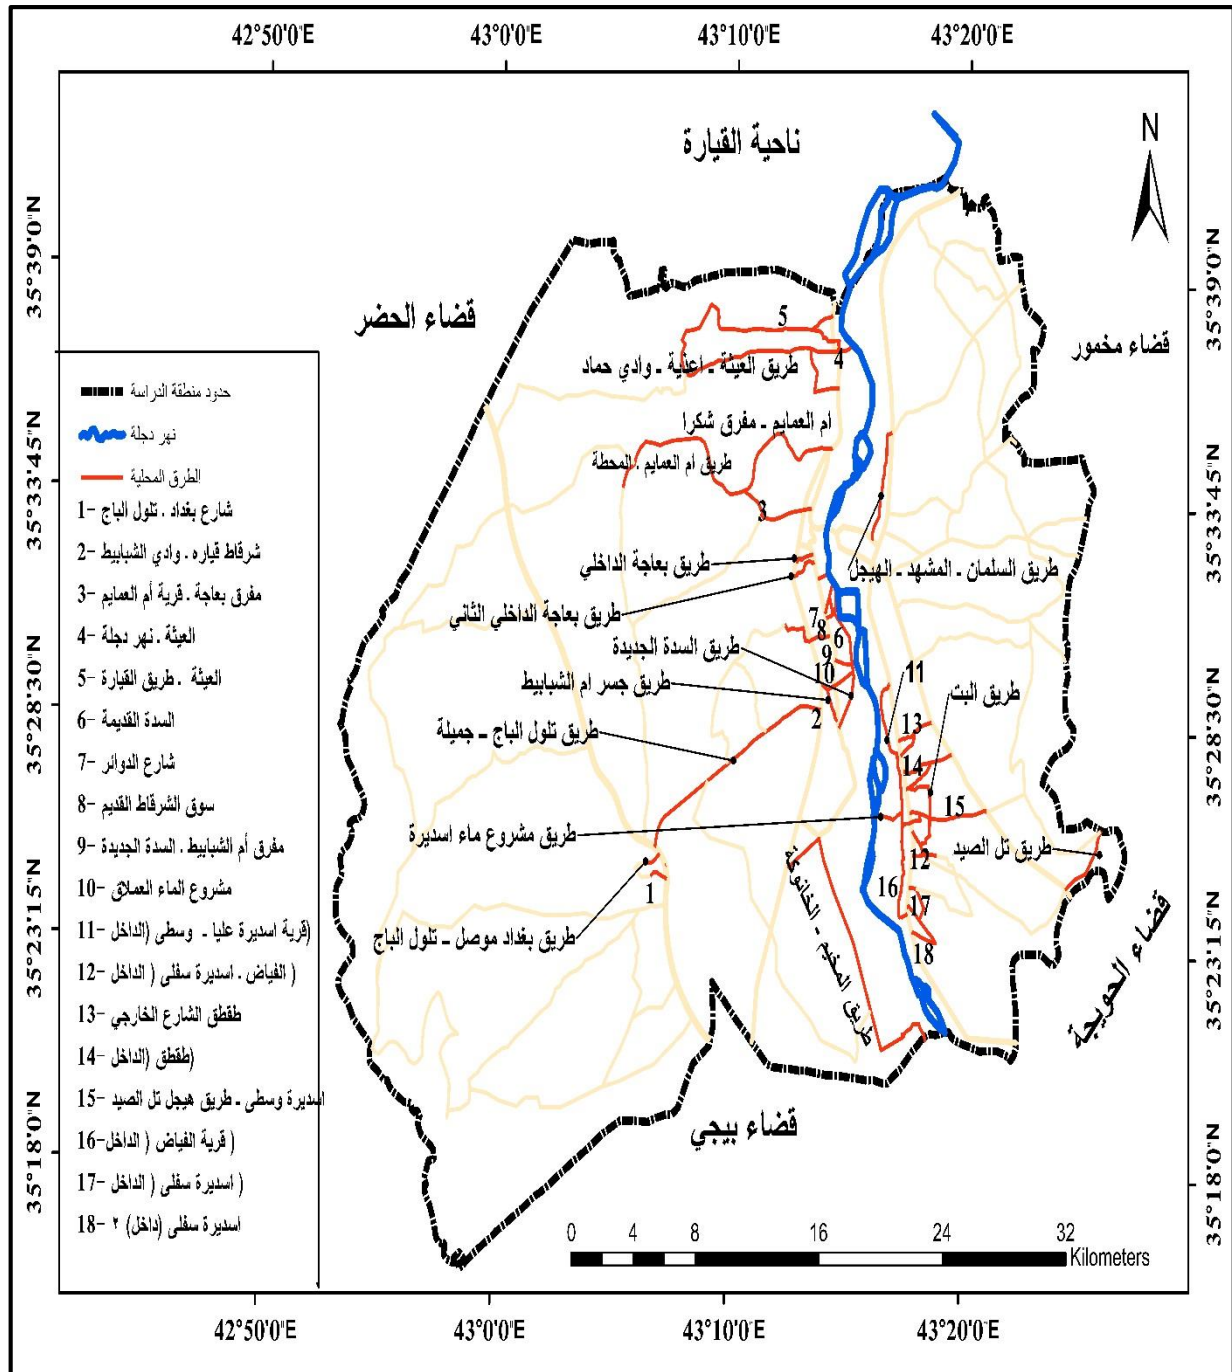 42°50'0"E
43°0'0"E
43°10'0"E
43°20'0"E
N
ناحية القيارة
قضاء الحضر
قضاء مخمور
35°39'0"N
35°39'0"N
35°33'45"N
35°33'45"N
35°28'30"N
35°28'30"N
35°23'15"N
35°23'15"N
35°18'0"N
35°18'0"N
5
4
طريق العيثة ـ اعذية ـ وادي حماد
ام العمايم ـ مفرق شكرا
طريق ام العمايم . المحطة
3
طريق بعاجة الداخلي
طريق السلمان ـ المشهد ـ الهيجل
طريق بعاجة الداخلي الثاني
7
8
6
طريق السدة الجديدة
9
10
11
طريق جسر ام الشبابيط
طريق البت
2
13
طريق تلول الباج ـ جميلة
14
15
طريق مشروع ماء اسديرة
12
طريق تل الصيد
1
16
17
طريق بغداد موصل ـ تلول الباج
18
طريق المخيم ـ الخانوكة
قضاء الحويجة
قضاء بيجي
حدود منطقة الدراسة
نهر دجلة
الطرق المحلية
1- شارع بغداد . تلول الباج
2- شرقاط قياره . وادي الشبابيط
3- مفرق بعاجة . قرية أم العمايم
4- العيثة . نهر دجلة
5- العيثة . طريق القيارة
6- السدة القديمة
7- شارع الدوائر
8- سوق الشرقاط القديم
9- مفرق أم الشبابيط . السدة الجديدة
10- مشروع الماء العملاق
11- قرية اسديرة عليا ـ وسطى (الداخل)
12- الفياض . اسديرة سفلى ( الداخل )
13- طقطق الشارع الخارجي
14- طقطق (الداخل)
15- اسديرة وسطى ـ طريق هيجل تل الصيد
16- قرية الفياض ( الداخل )
17- اسديرة سفلى ( الداخل )
18- اسديرة سفلى (داخل) ٢
0 4 8 16 24 32
Kilometers
42°50'0"E
43°0'0"E
43°10'0"E
43°20'0"E